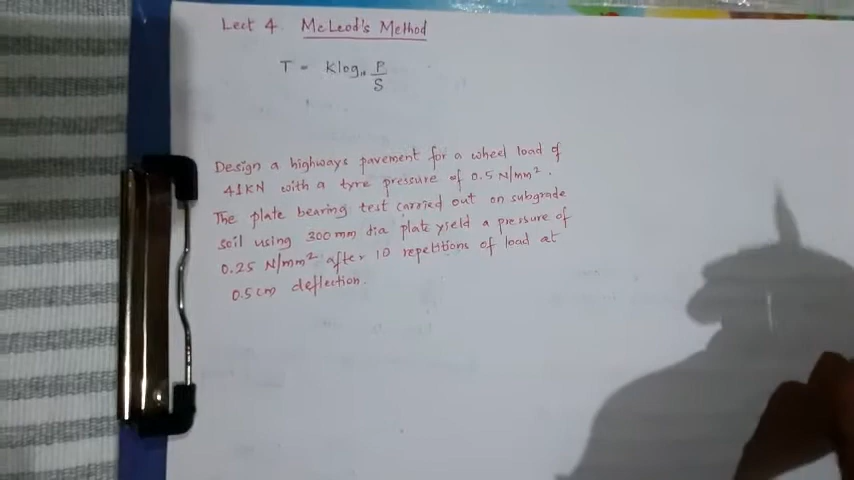 Lect 4. McLeod's Method
T = K log₁₀ P/S
Design a highways pavement for a wheel load of
41KN with a tyre pressure of 0.5 N/mm².
The plate bearing test carried out on subgrade
soil using 300mm dia plate yield a pressure of
0.25 N/mm² after 10 repetitions of load at
0.5cm deflection.